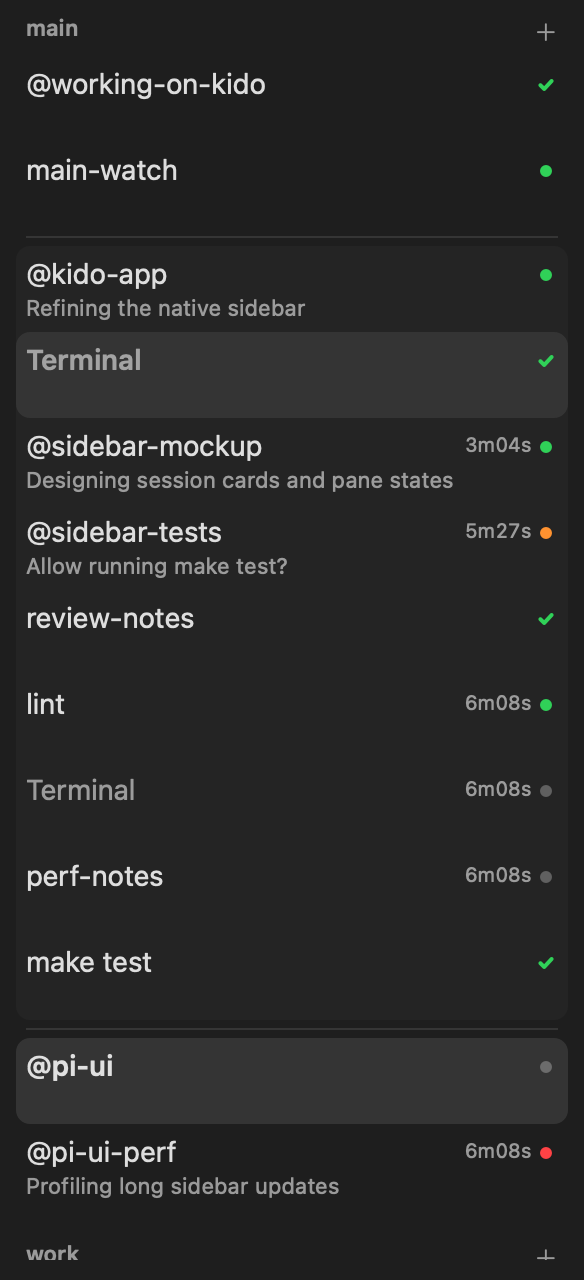 main
@working-on-kido
main-watch
@kido-app
Refining the native sidebar
Terminal
@sidebar-mockup 3m04s
Designing session cards and pane states
@sidebar-tests 5m27s
Allow running make test?
review-notes
lint 6m08s
Terminal 6m08s
perf-notes 6m08s
make test
@pi-ui
@pi-ui-perf 6m08s
Profiling long sidebar updates
work